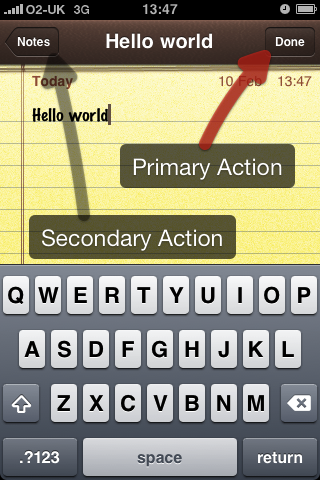 O2-UK 3G 13:47
Notes Hello world Done
Today 10 Feb 13:47
Hello world
Primary Action
Secondary Action
Q W E R T Y U I O P
A S D F G H J K L
Z X C V B N M
.?123 space return